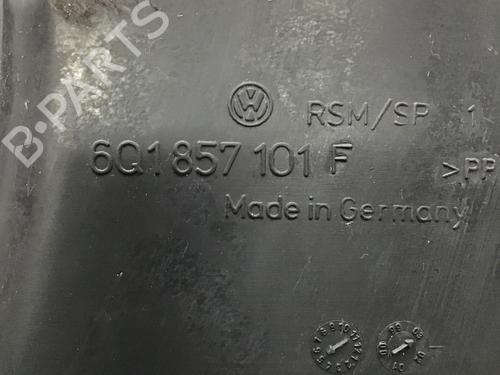 B-PARTS
RSM/SP 1
6Q1 857 101 F
>PP
Made in Germany